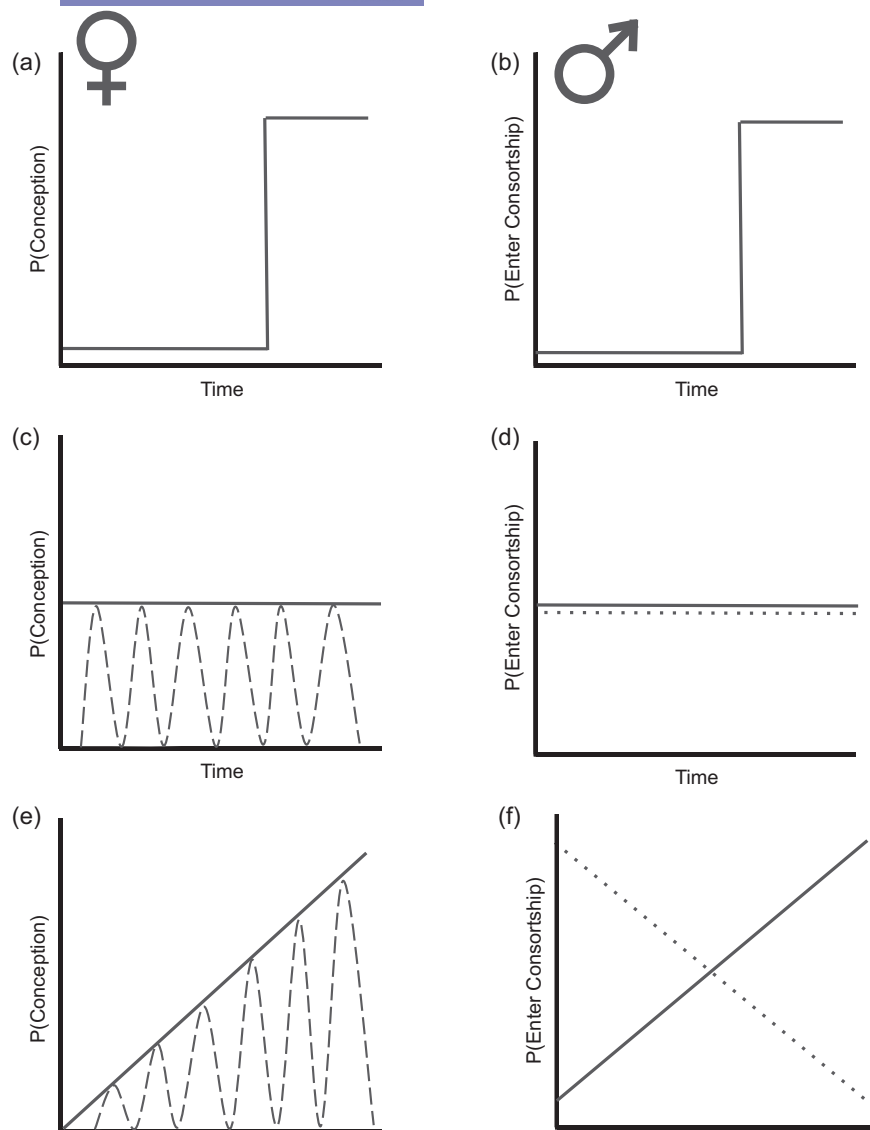 (a)
P(Conception)
Time
(b)
P(Enter Consortship)
Time
(c)
P(Conception)
Time
(d)
P(Enter Consortship)
Time
(e)
P(Conception)
(f)
P(Enter Consortship)